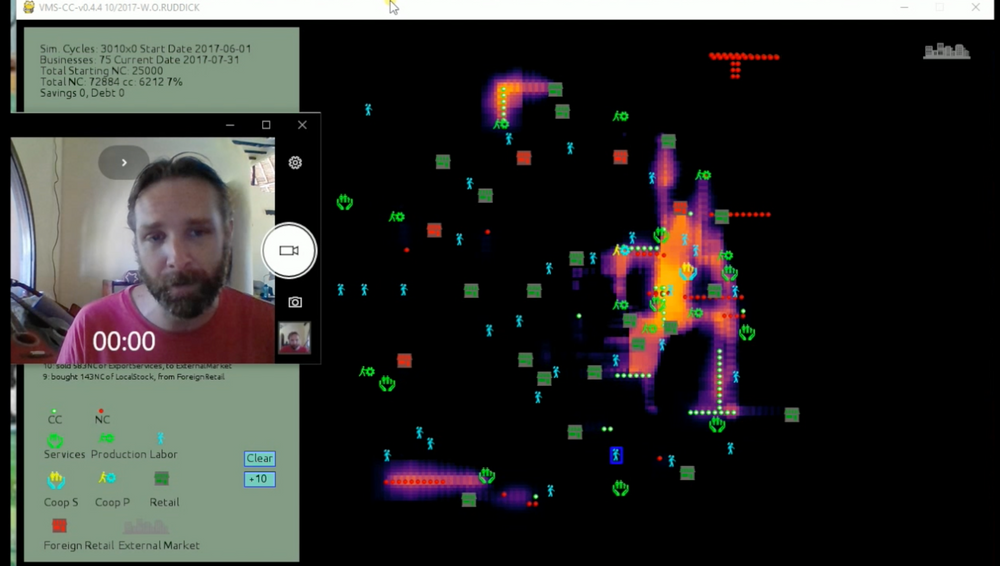 VMS-CC-v0.4.4 10/2017-W.O.RUDDICK
Sim. Cycles: 3010x0 Start Date 2017-06-01
Businesses: 75 Current Date 2017-07-31
Total Starting NC: 25000
Total NC: 72884 cc: 6212 7%
Savings 0, Debt 0
00:00
10: sold 583NC of ExportServices, to ExternalMarket
9: bought 143NC of LocalStock, from ForeignRetail
CC NC
Services Production Labor
Clear
+10
Coop S Coop P Retail
Foreign Retail External Market